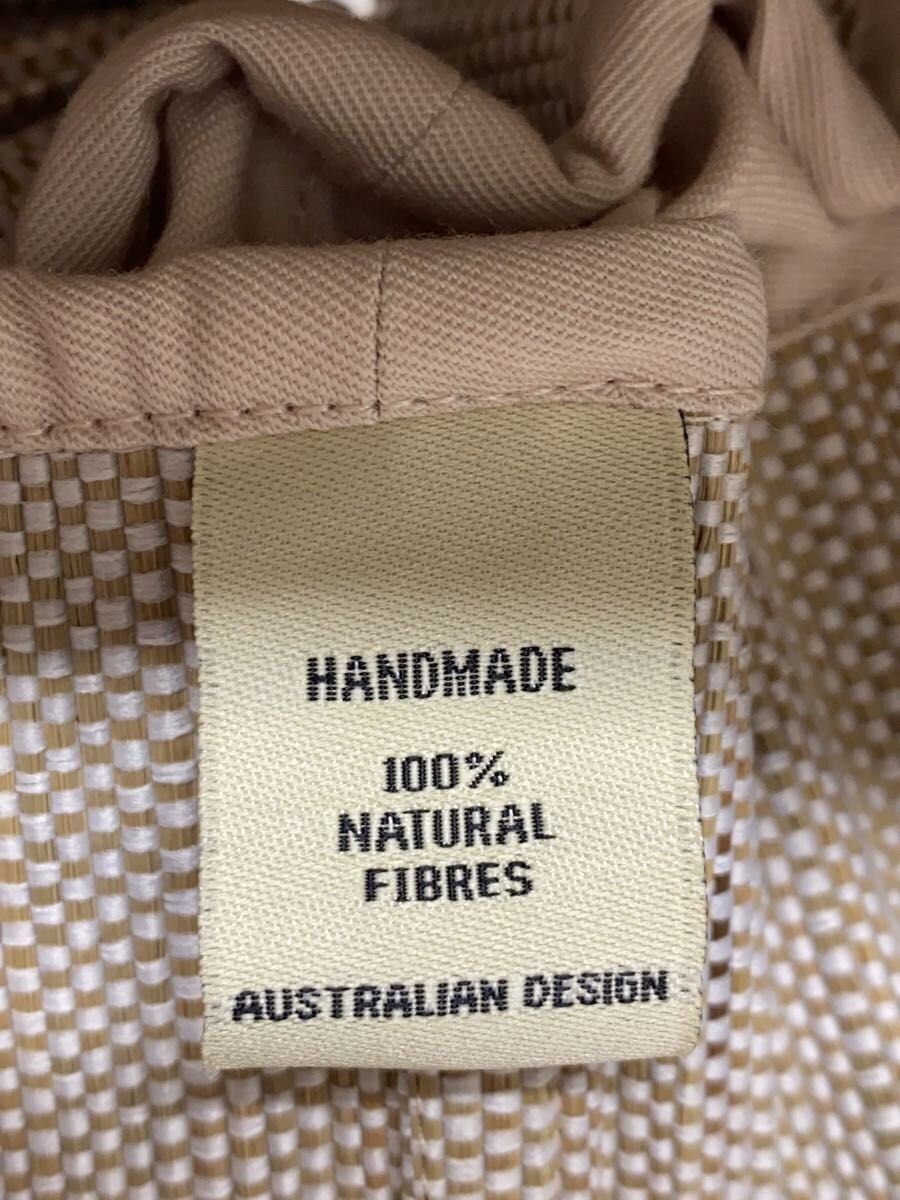 HANDMADE
100%
NATURAL
FIBRES
AUSTRALIAN DESIGN